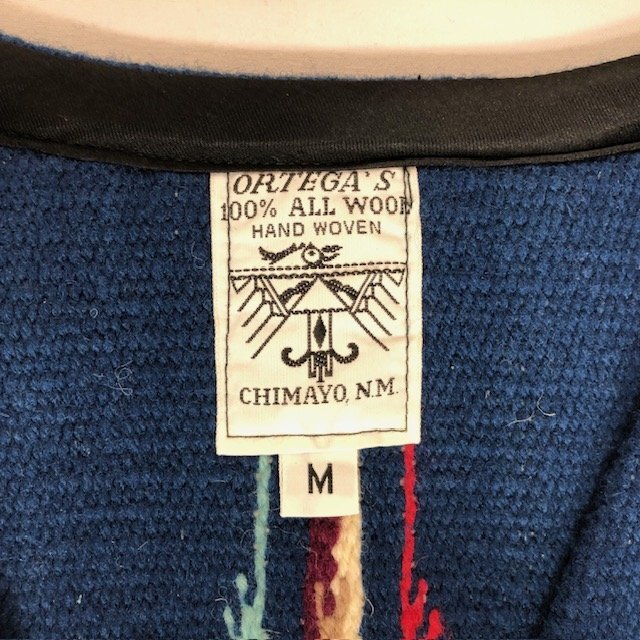 ORTEGA'S
100% ALL WOOL
HAND WOVEN
CHIMAYO, N.M.
M